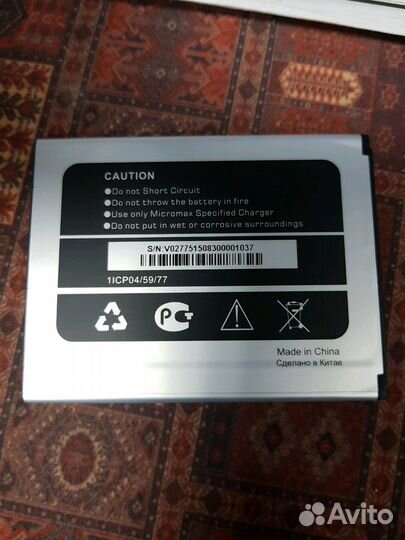 CAUTION
●Do not Short Circuit
●Do not throw the battery in fire
●Use only Micromax Specified Charger
●Do not put in wet or corrosive surroundings
S/N:V027751508300001037
1ICP04/59/77
Made in China
Сделано в Китае
Avito